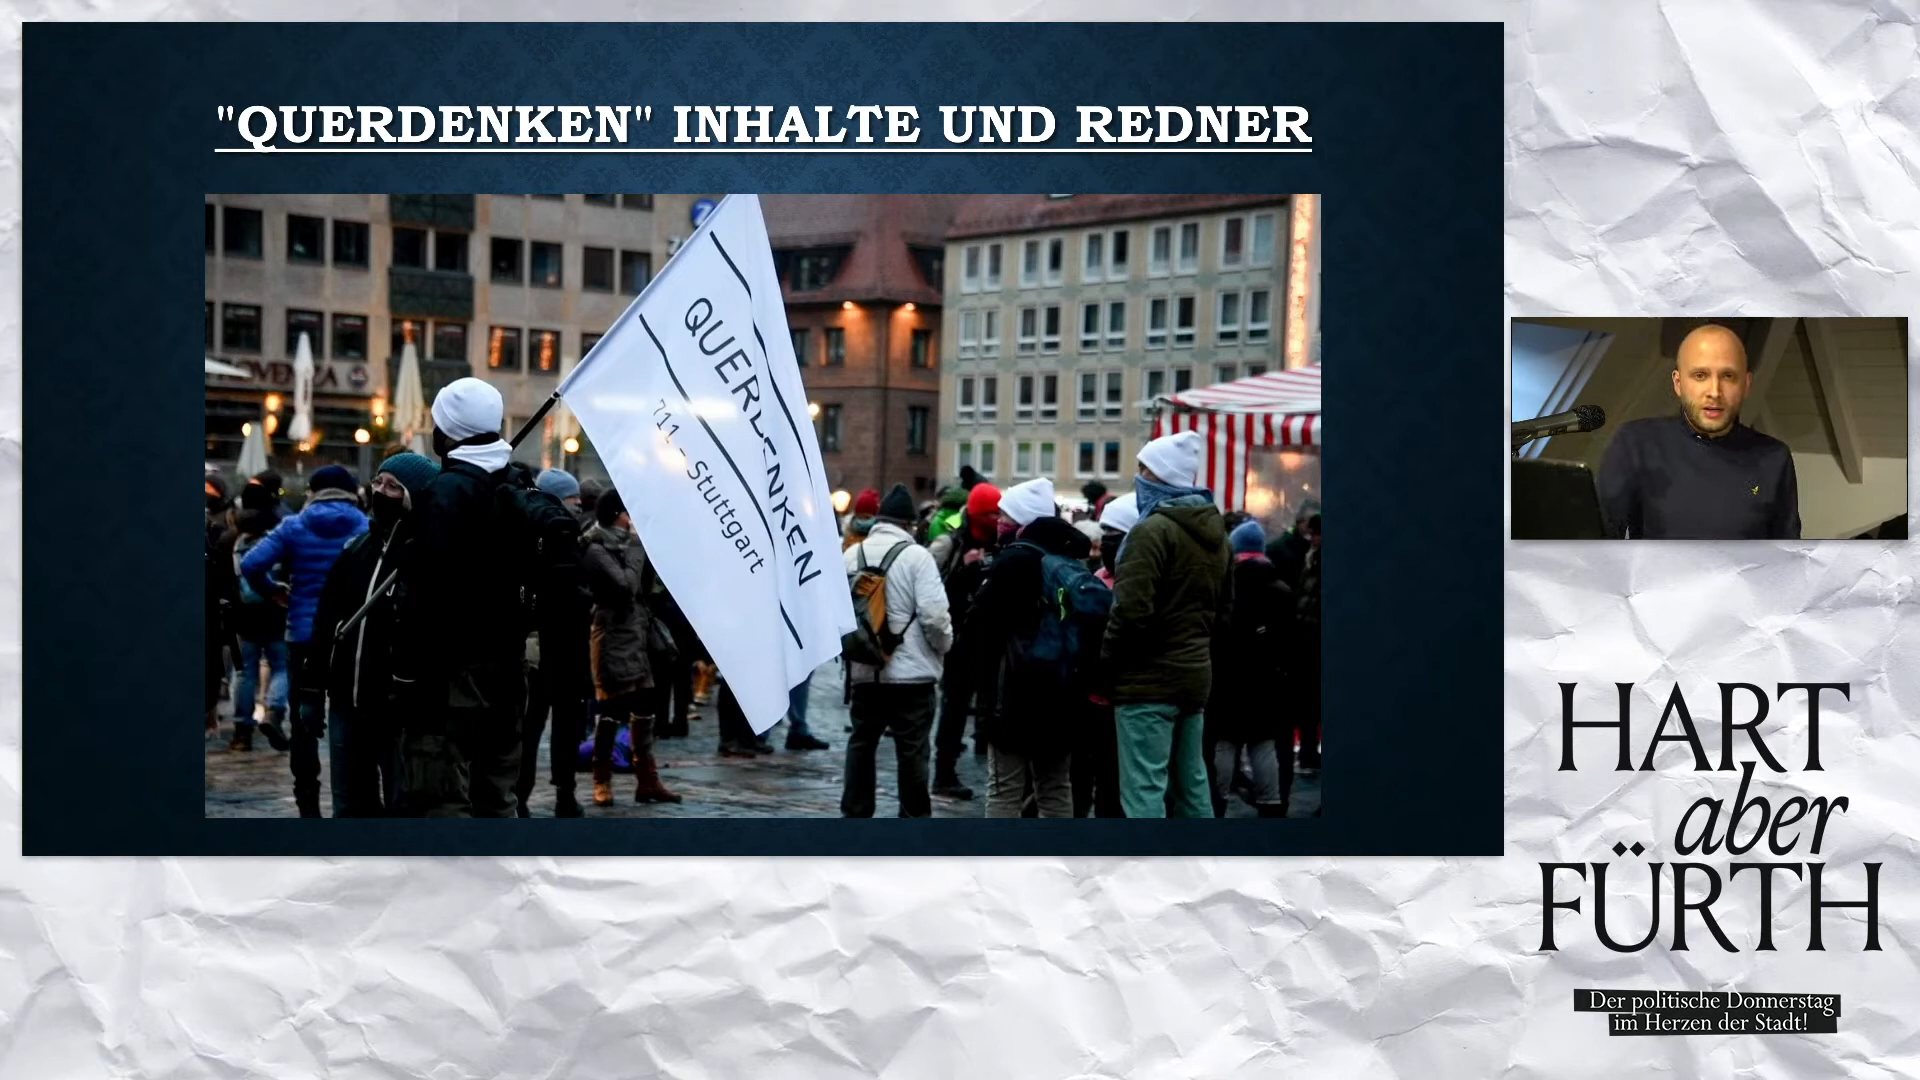 "QUERDENKEN" INHALTE UND REDNER
QUERDENKEN
711 - Stuttgart
HART
aber
FÜRTH
Der politische Donnerstag
im Herzen der Stadt!